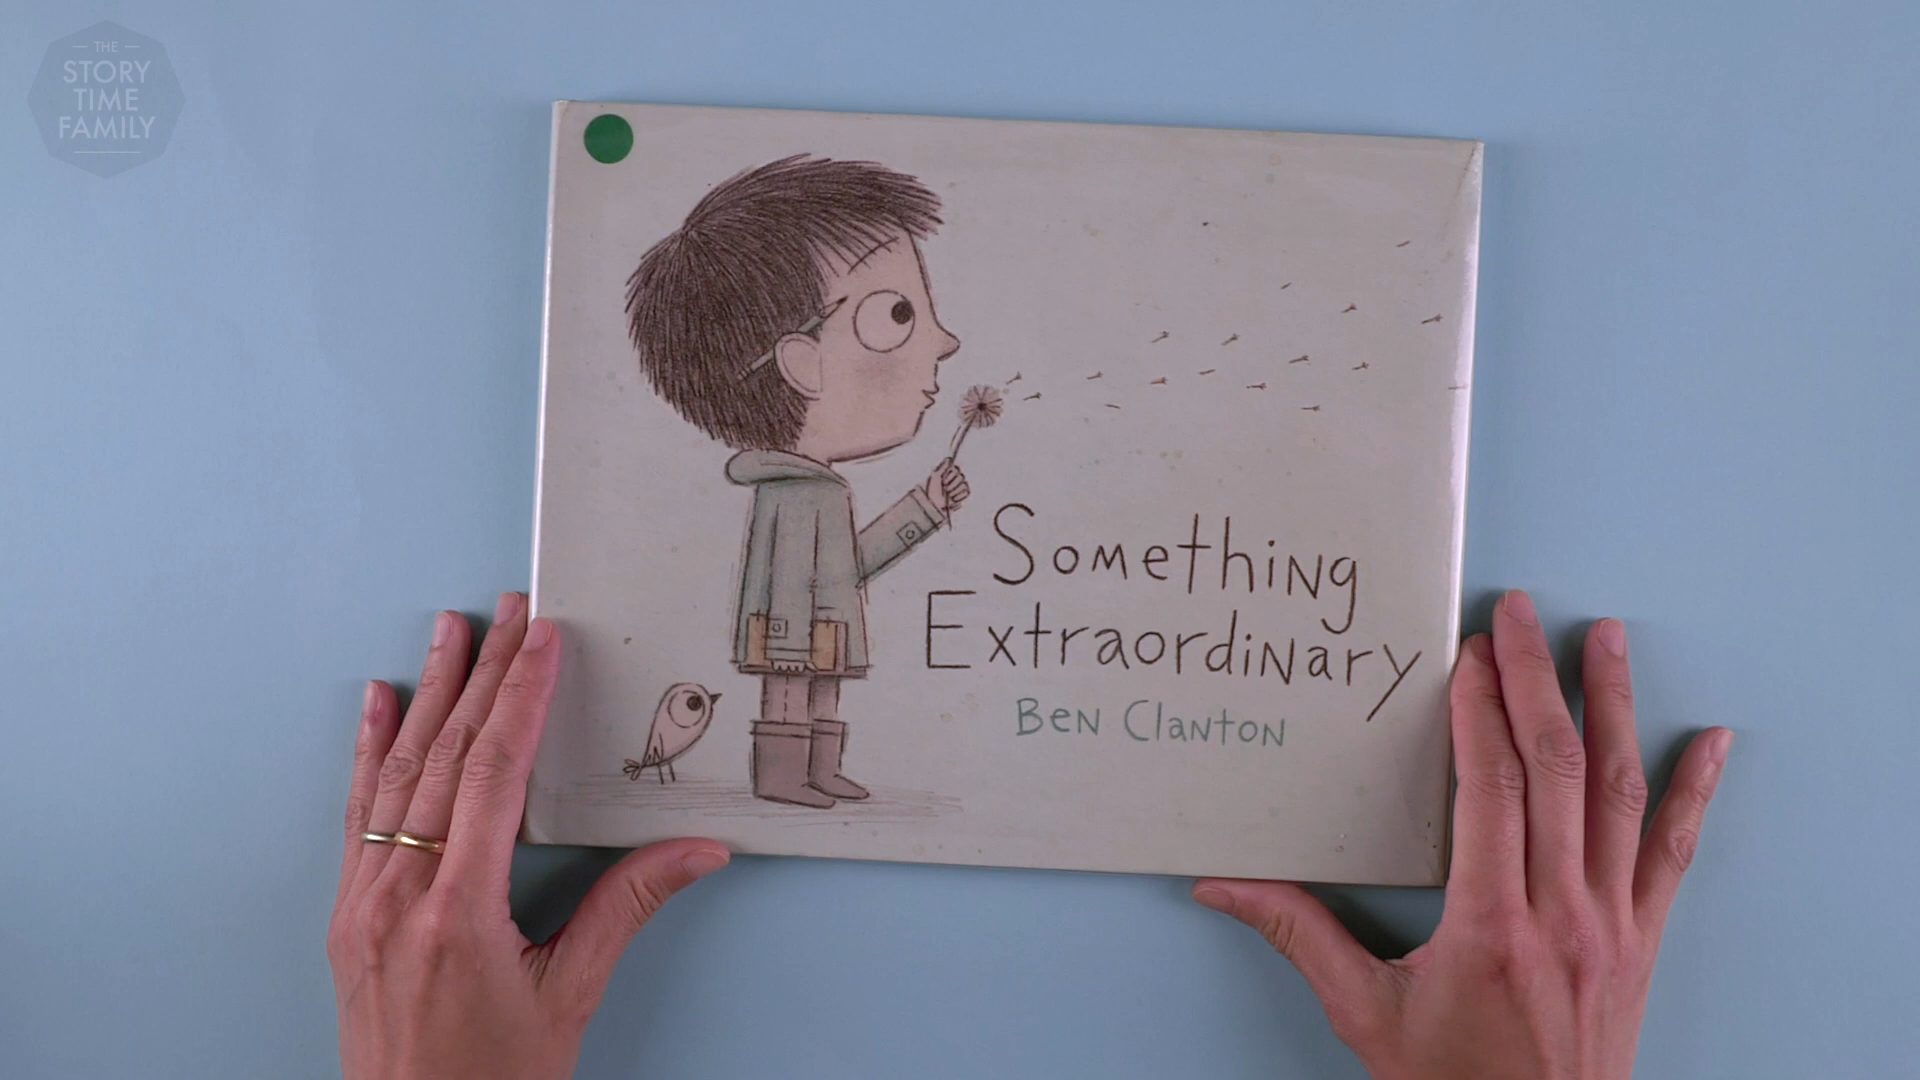 THE
STORY
TIME
FAMILY
Something
Extraordinary
Ben Clanton